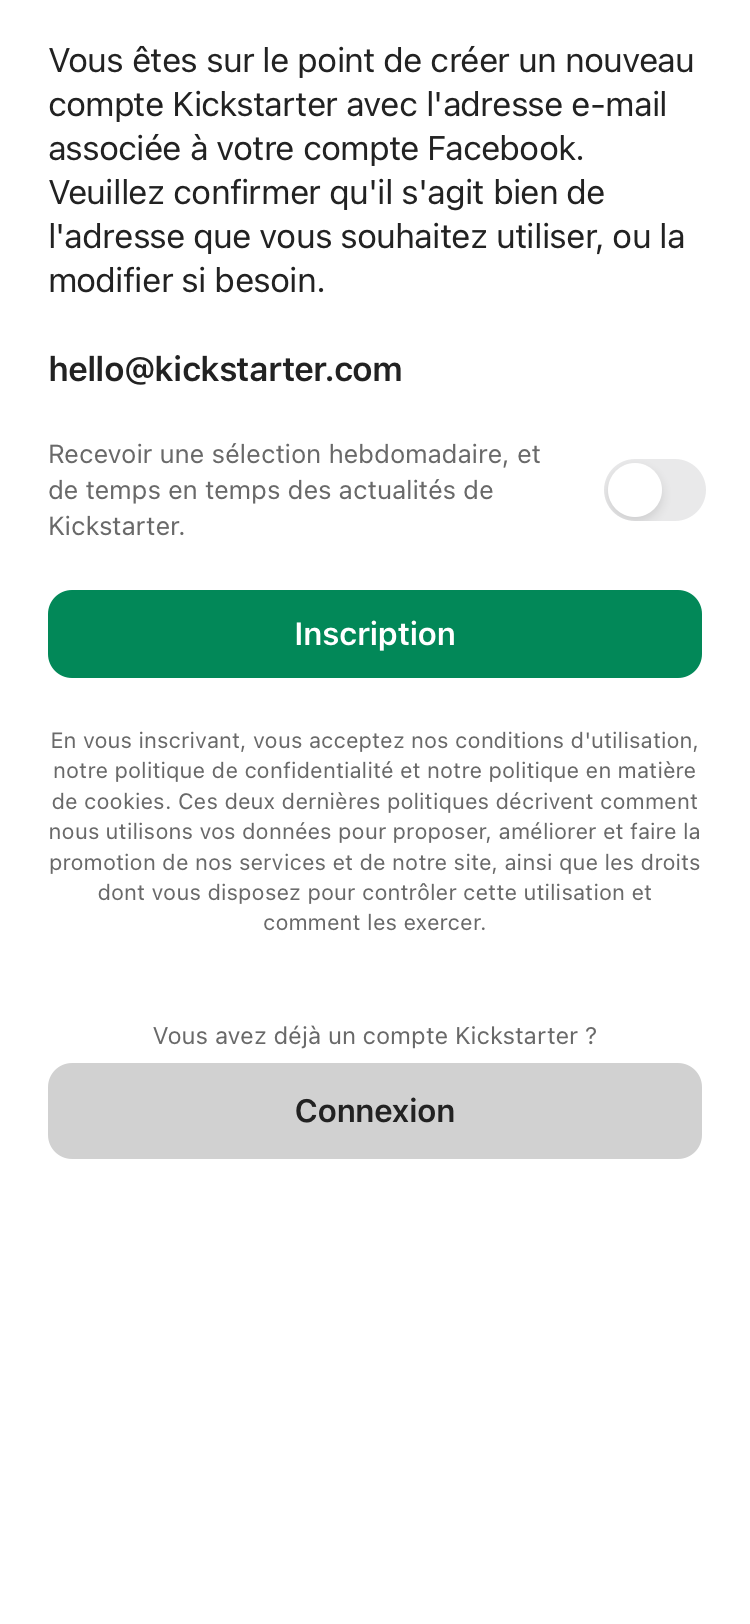 Vous êtes sur le point de créer un nouveau
compte Kickstarter avec l'adresse e-mail
associée à votre compte Facebook.
Veuillez confirmer qu'il s'agit bien de
l'adresse que vous souhaitez utiliser, ou la
modifier si besoin.
hello@kickstarter.com
Recevoir une sélection hebdomadaire, et
de temps en temps des actualités de
Kickstarter.
Inscription
En vous inscrivant, vous acceptez nos conditions d'utilisation,
notre politique de confidentialité et notre politique en matière
de cookies. Ces deux dernières politiques décrivent comment
nous utilisons vos données pour proposer, améliorer et faire la
promotion de nos services et de notre site, ainsi que les droits
dont vous disposez pour contrôler cette utilisation et
comment les exercer.
Vous avez déjà un compte Kickstarter ?
Connexion